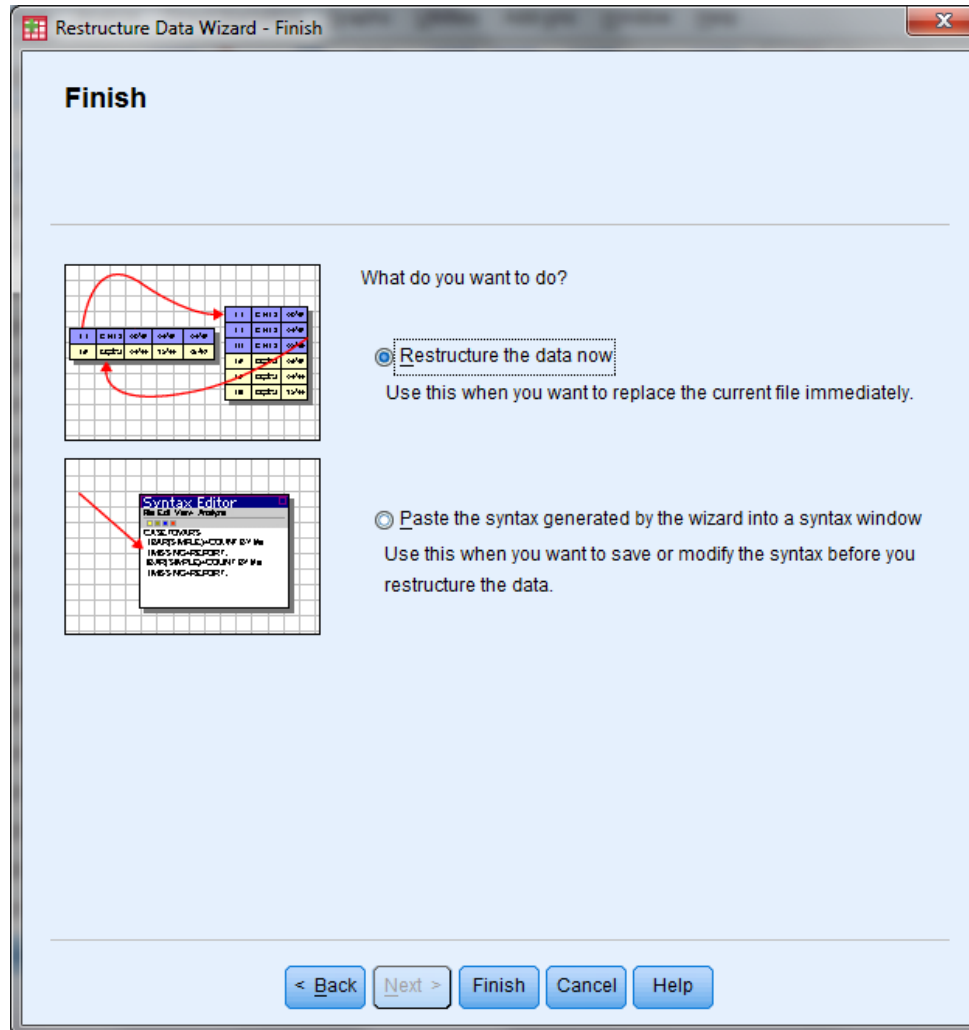 Restructure Data Wizard - Finish
Finish
What do you want to do?
Restructure the data now
Use this when you want to replace the current file immediately.
Syntax Editor
Paste the syntax generated by the wizard into a syntax window
Use this when you want to save or modify the syntax before you
restructure the data.
< Back
Next >
Finish
Cancel
Help